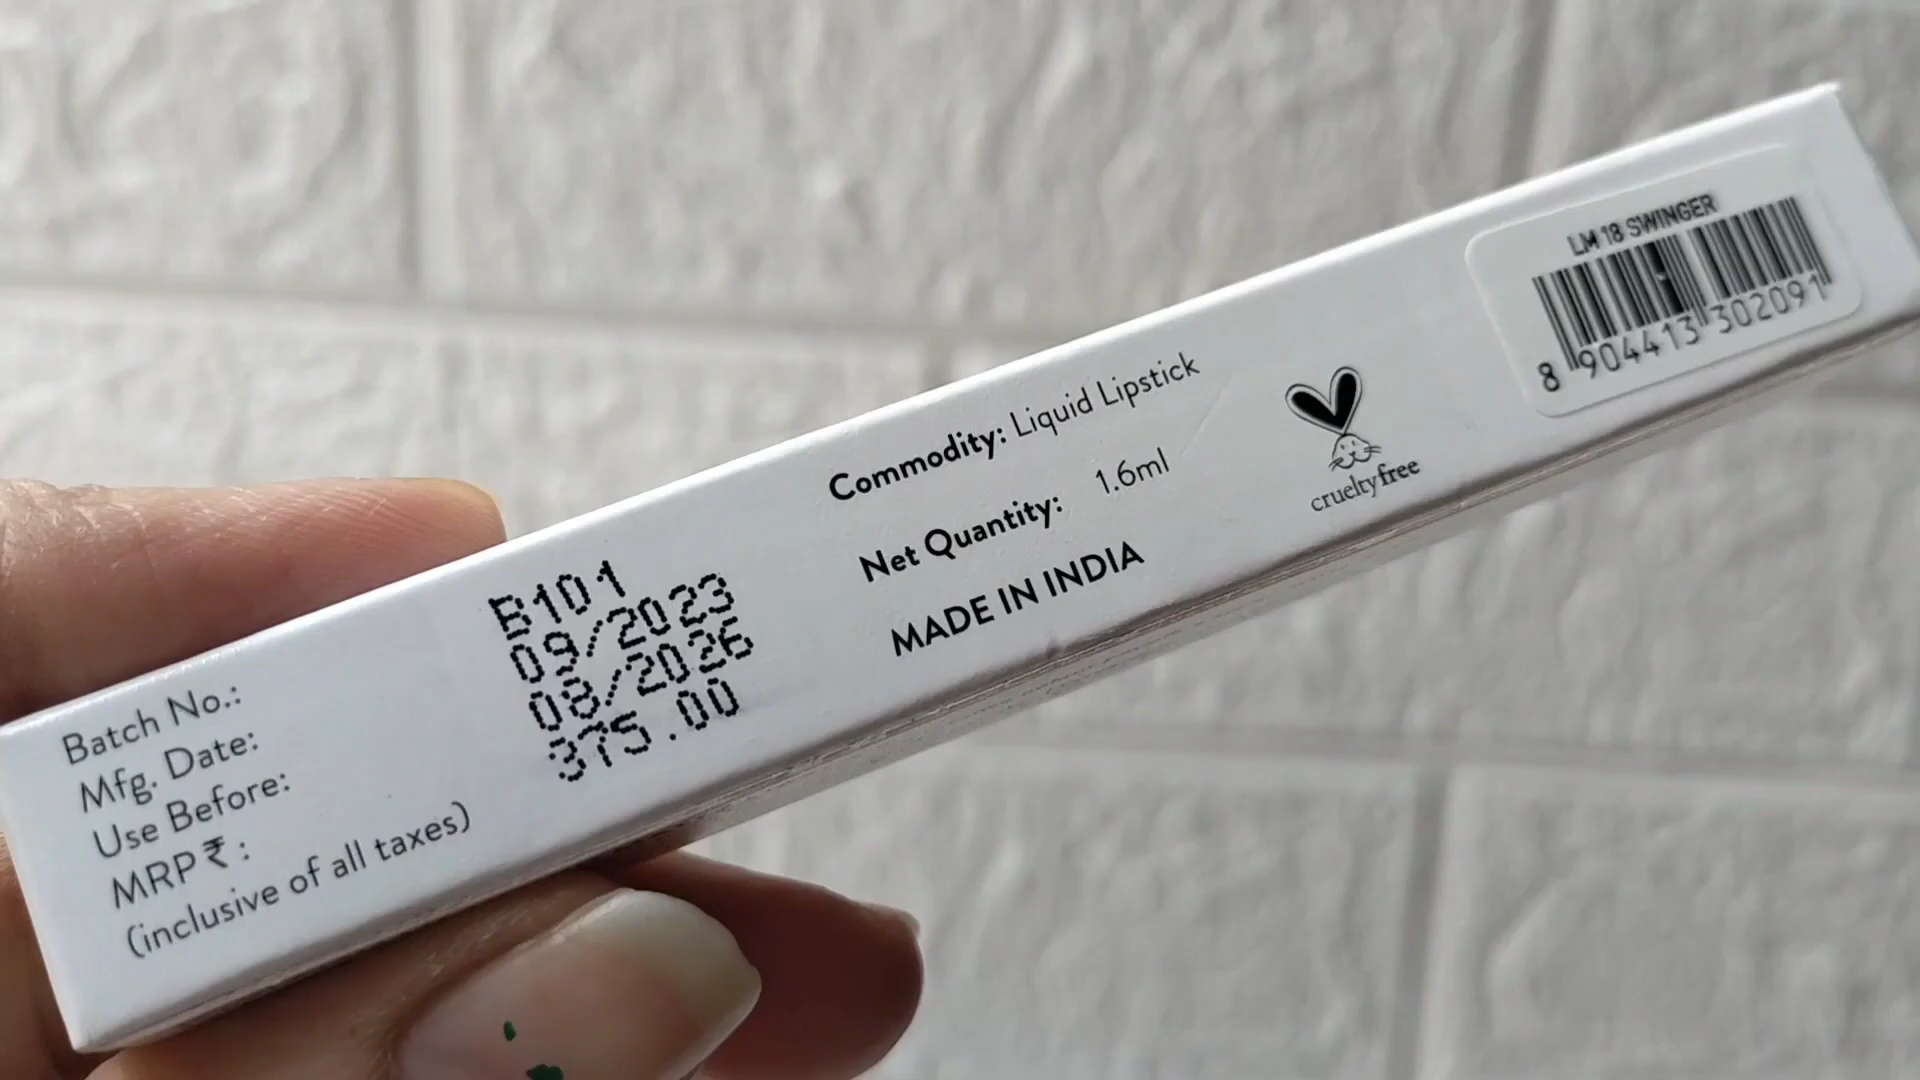 Batch No.:
Mfg. Date:
Use Before:
MRP ₹ :
(inclusive of all taxes)
B101
09/2023
08/2026
375.00
Commodity: Liquid Lipstick
Net Quantity: 1.6ml
MADE IN INDIA
crueltyfree
LM 18 SWINGER
8 904413 302091